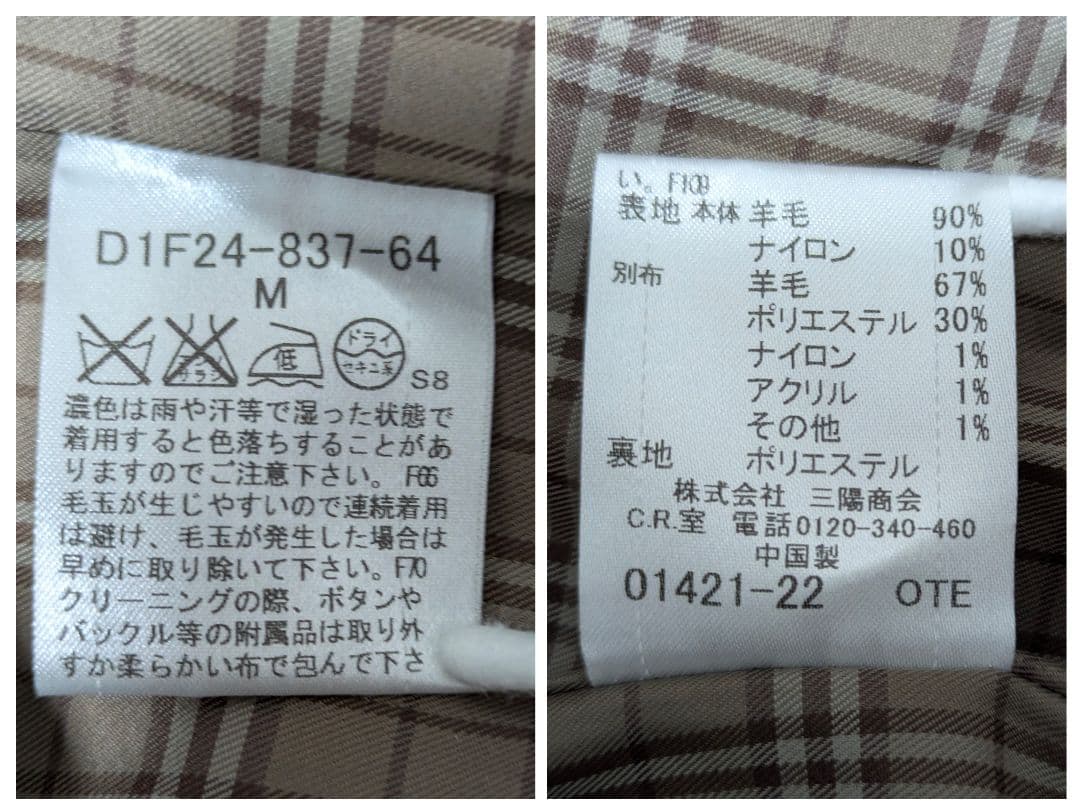 D1F24-837-64
M
エンソ
サラシ
低
ドライ
セキユ系
S8
濃色は雨や汗等で湿った状態で
着用すると色落ちすることがあ
りますのでご注意下さい。F66
毛玉が生じやすいので連続着用
は避け、毛玉が発生した場合は
早めに取り除いて下さい。F70
クリーニングの際、ボタンや
バックル等の附属品は取り外
すか柔らかい布で包んで下さ
い。F109
表地 本体 羊毛 90%
ナイロン 10%
別布 羊毛 67%
ポリエステル 30%
ナイロン 1%
アクリル 1%
その他 1%
裏地 ポリエステル
株式会社 三陽商会
C.R.室 電話0120-340-460
中国製
01421-22 OTE